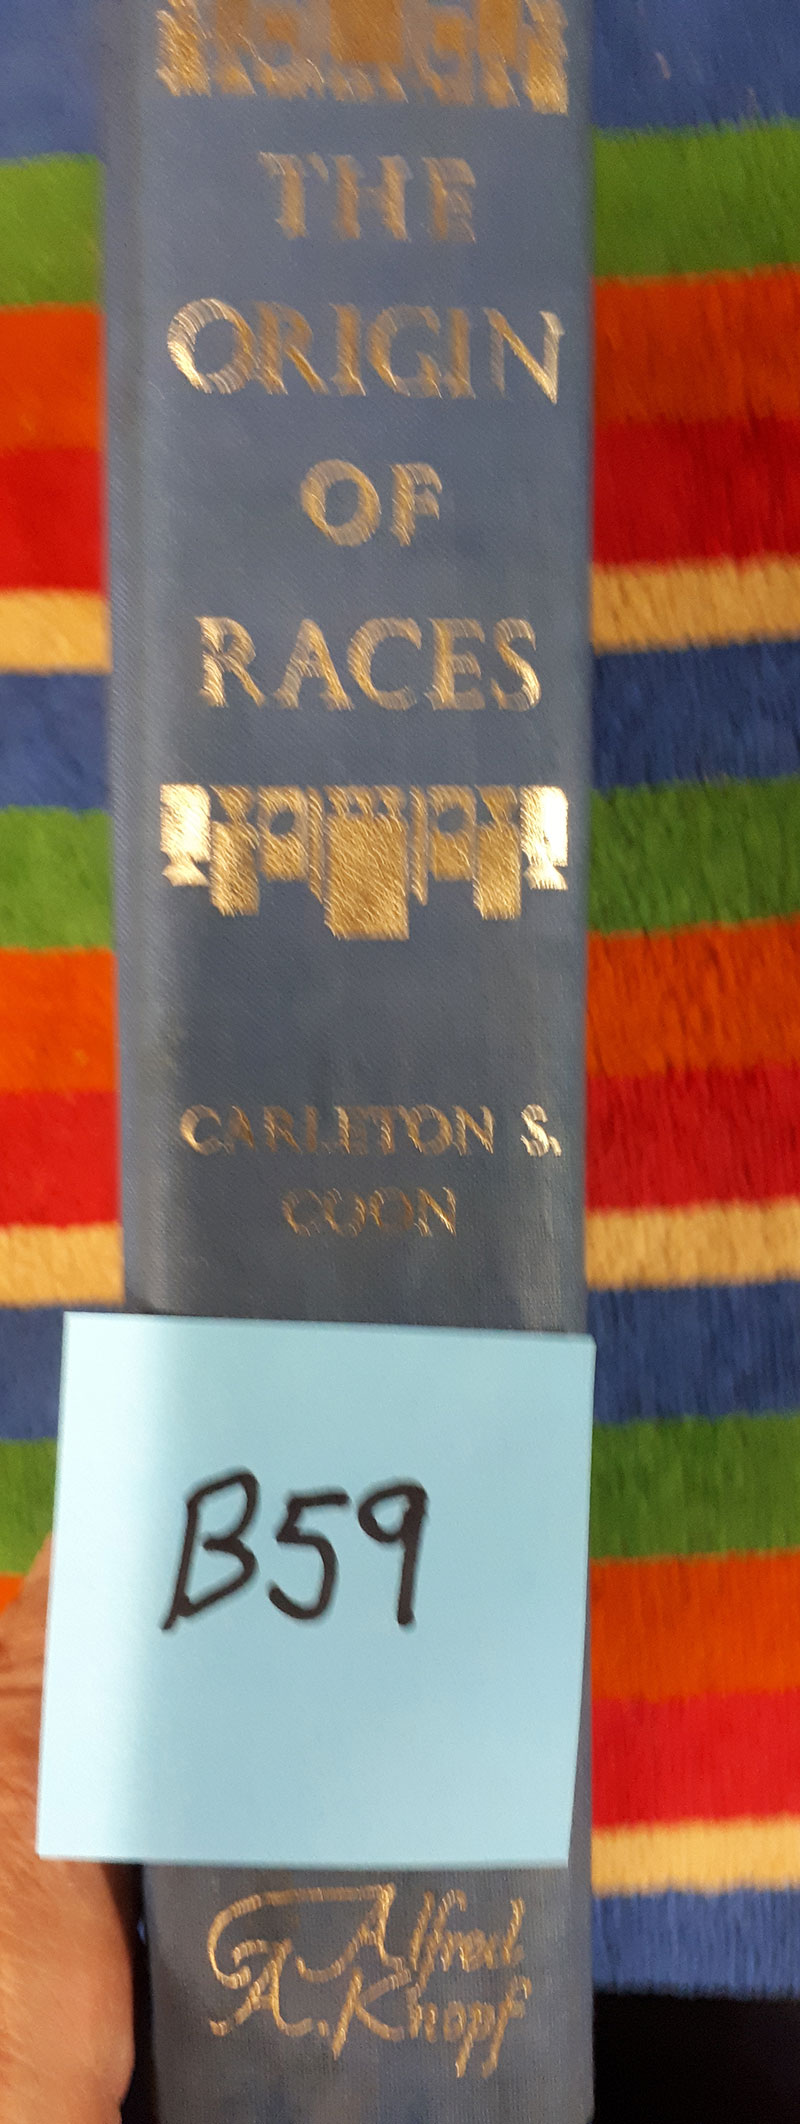 THE
ORIGIN
OF
RACES
CARLETON S.
COON
B59
Alfred
A. Knopf